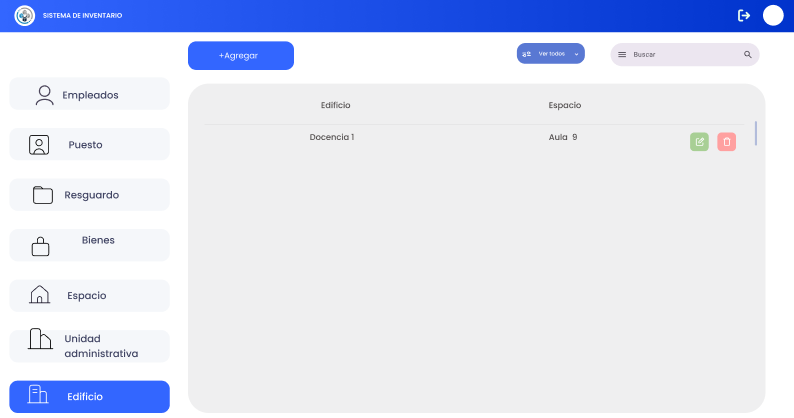 SISTEMA DE INVENTARIO
+Agregar
Ver todos
Buscar
Empleados
Puesto
Resguardo
Bienes
Espacio
Unidad
administrativa
Edificio
Edificio Espacio
Docencia 1 Aula 9